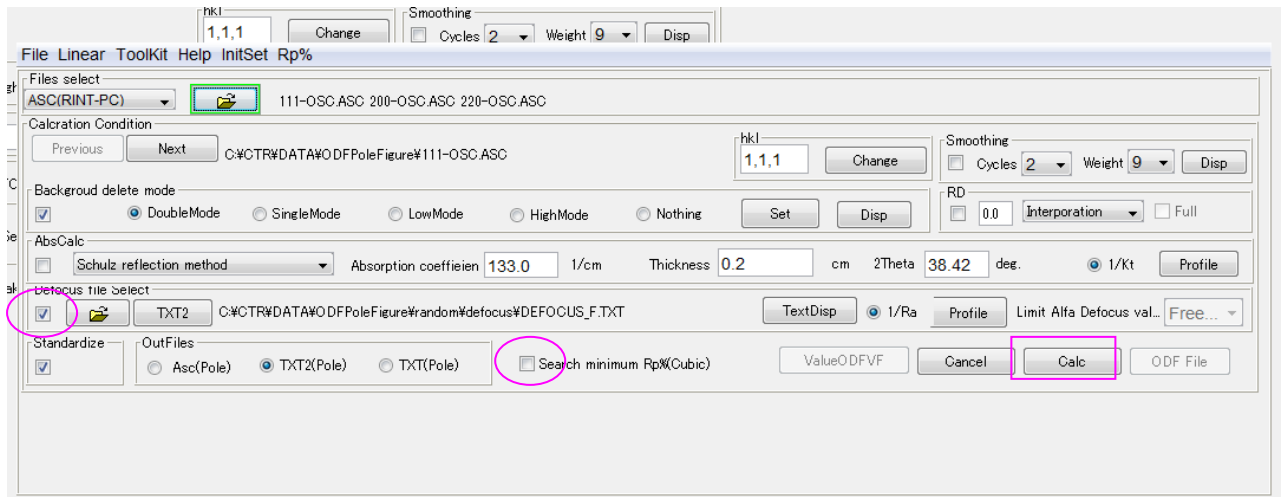 hkl Smoothing
1,1,1 Change Cycles 2 Weight 9 Disp
File Linear ToolKit Help InitSet Rp%
Files select
ASC(RINT-PC) 111-OSC.ASC 200-OSC.ASC 220-OSC.ASC
Calcration Condition
Previous Next C:¥CTR¥DATA¥ODFPoleFigure¥111-OSC.ASC
hkl
1,1,1 Change
Smoothing
Cycles 2 Weight 9 Disp
Backgroud delete mode
DoubleMode SingleMode LowMode HighMode Nothing Set Disp
RD
0.0 Interporation Full
AbsCalc
Schulz reflection method Absorption coeffieien 133.0 1/cm Thickness 0.2 cm 2Theta 38.42 deg. 1/Kt Profile
Defocus file Select
TXT2 C:¥CTR¥DATA¥ODFPoleFigure¥random¥defocus¥DEFOCUS_F.TXT TextDisp 1/Ra Profile Limit Alfa Defocus val... Free...
Standardize OutFiles
Asc(Pole) TXT2(Pole) TXT(Pole) Search minimum Rp%(Cubic) ValueODFVF Cancel Calc ODF File